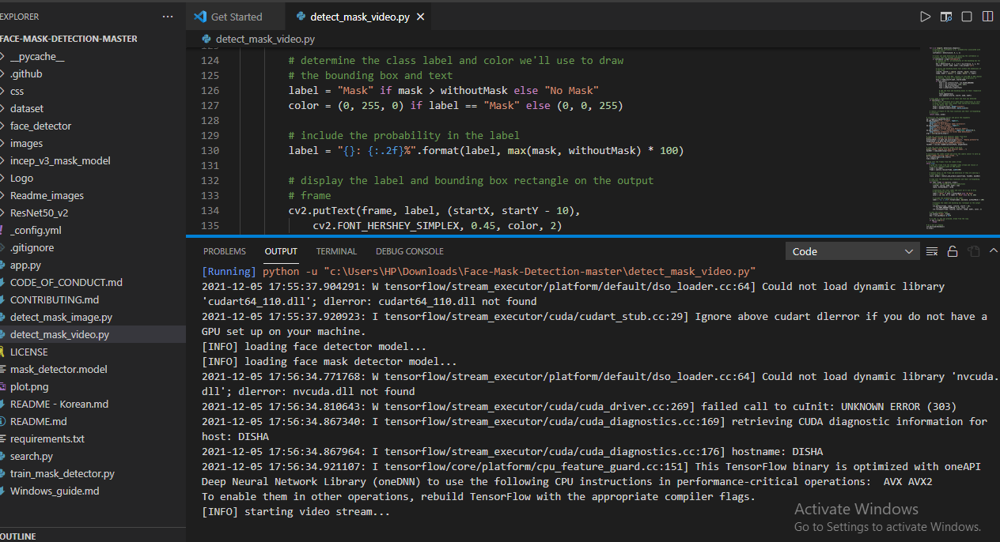 EXPLORER
...
Get Started
detect_mask_video.py
FACE-MASK-DETECTION-MASTER
__pycache__
.github
css
dataset
face_detector
images
incep_v3_mask_model
Logo
Readme_images
ResNet50_v2
_config.yml
.gitignore
app.py
CODE_OF_CONDUCT.md
CONTRIBUTING.md
detect_mask_image.py
detect_mask_video.py
LICENSE
mask_detector.model
plot.png
README - Korean.md
README.md
requirements.txt
search.py
train_mask_detector.py
Windows_guide.md
OUTLINE
detect_mask_video.py
123
124 # determine the class label and color we'll use to draw
125 # the bounding box and text
126 label = "Mask" if mask > withoutMask else "No Mask"
127 color = (0, 255, 0) if label == "Mask" else (0, 0, 255)
128
129 # include the probability in the label
130 label = "{}: {:.2f}%".format(label, max(mask, withoutMask) * 100)
131
132 # display the label and bounding box rectangle on the output
133 # frame
134 cv2.putText(frame, label, (startX, startY - 10),
135 cv2.FONT_HERSHEY_SIMPLEX, 0.45, color, 2)
PROBLEMS OUTPUT TERMINAL DEBUG CONSOLE Code
[Running] python -u "c:\Users\HP\Downloads\Face-Mask-Detection-master\detect_mask_video.py"
2021-12-05 17:55:37.904291: W tensorflow/stream_executor/platform/default/dso_loader.cc:64] Could not load dynamic library
'cudart64_110.dll'; dlerror: cudart64_110.dll not found
2021-12-05 17:55:37.920923: I tensorflow/stream_executor/cuda/cudart_stub.cc:29] Ignore above cudart dlerror if you do not have a
GPU set up on your machine.
[INFO] loading face detector model...
[INFO] loading face mask detector model...
2021-12-05 17:56:34.771768: W tensorflow/stream_executor/platform/default/dso_loader.cc:64] Could not load dynamic library 'nvcuda.
dll'; dlerror: nvcuda.dll not found
2021-12-05 17:56:34.810643: W tensorflow/stream_executor/cuda/cuda_driver.cc:269] failed call to cuInit: UNKNOWN ERROR (303)
2021-12-05 17:56:34.867340: I tensorflow/stream_executor/cuda/cuda_diagnostics.cc:169] retrieving CUDA diagnostic information for
host: DISHA
2021-12-05 17:56:34.867964: I tensorflow/stream_executor/cuda/cuda_diagnostics.cc:176] hostname: DISHA
2021-12-05 17:56:34.921107: I tensorflow/core/platform/cpu_feature_guard.cc:151] This TensorFlow binary is optimized with oneAPI
Deep Neural Network Library (oneDNN) to use the following CPU instructions in performance-critical operations:  AVX AVX2
To enable them in other operations, rebuild TensorFlow with the appropriate compiler flags.
[INFO] starting video stream...
Activate Windows
Go to Settings to activate Windows.